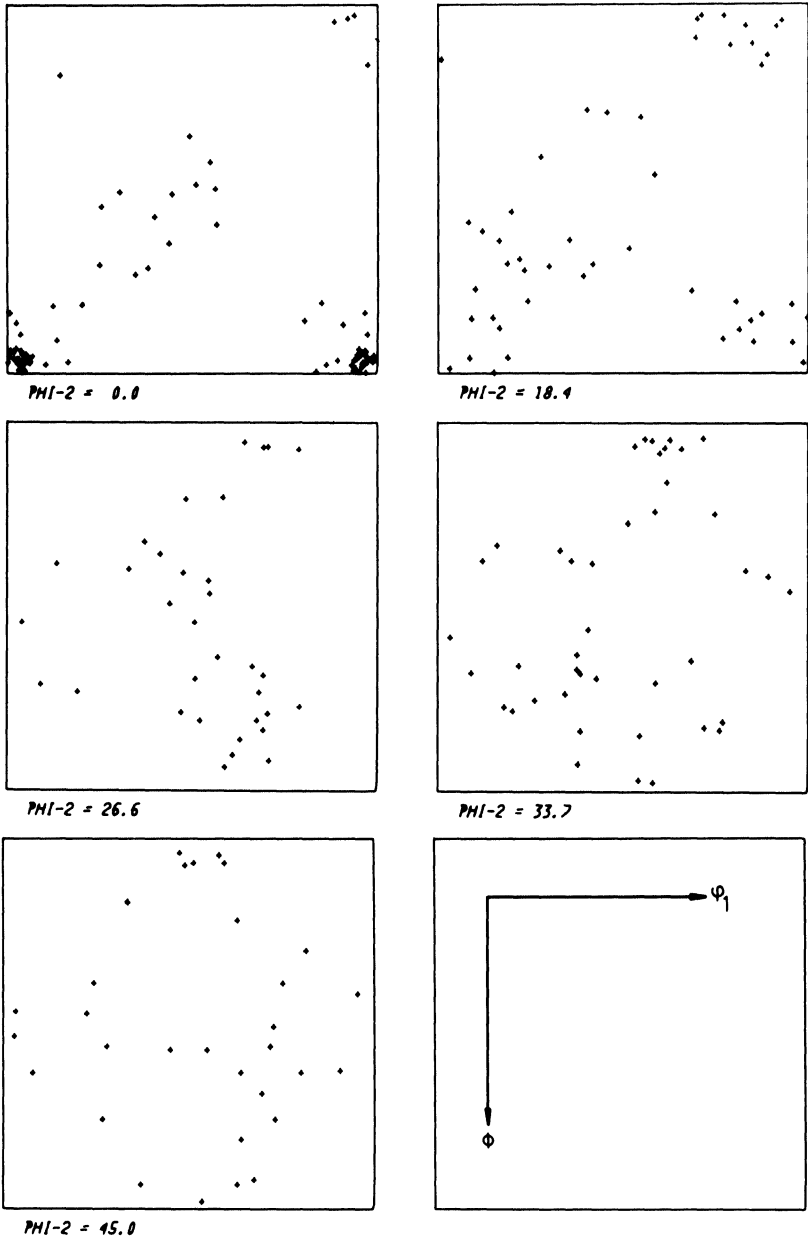 PHI-2 = 0.0
PHI-2 = 18.4
PHI-2 = 26.6
PHI-2 = 33.7
φ₁
Φ
PHI-2 = 45.0